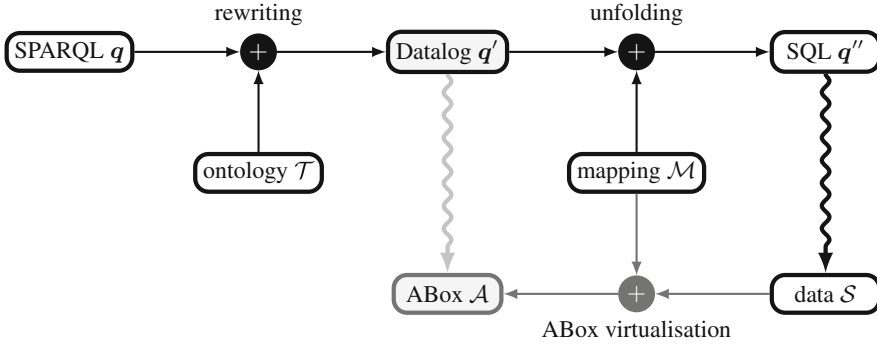 rewriting
unfolding
SPARQL q
+
Datalog q′
+
SQL q″
ontology 𝒯
mapping ℳ
ABox 𝒜
+
data 𝒮
ABox virtualisation